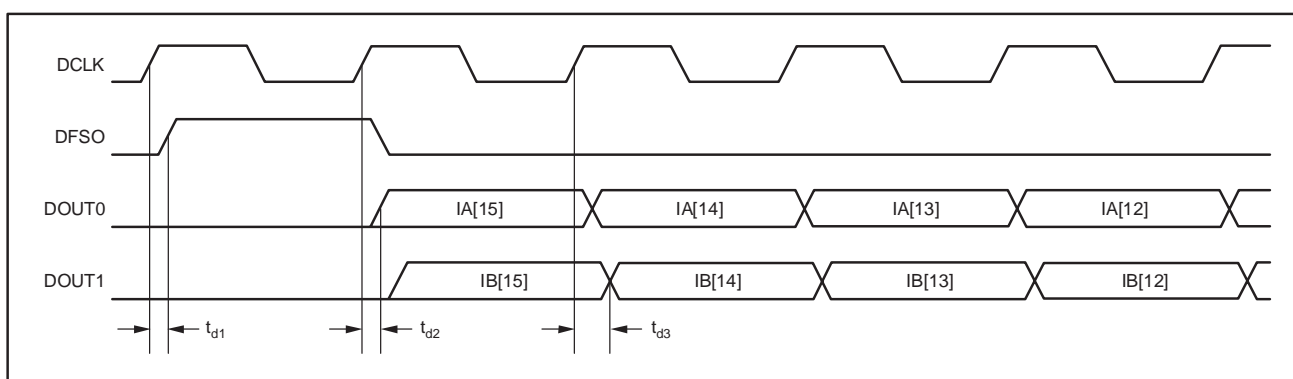 DCLK
DFSO
DOUT0 IA[15] IA[14] IA[13] IA[12]
DOUT1 IB[15] IB[14] IB[13] IB[12]
td1 td2 td3